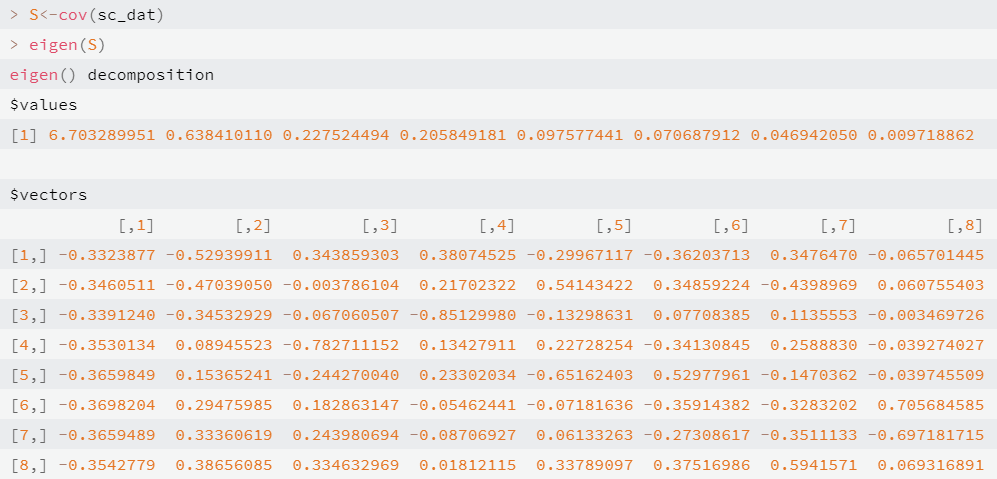 > S<-cov(sc_dat)
> eigen(S)
eigen() decomposition
$values
[1] 6.703289951 0.638410110 0.227524494 0.205849181 0.097577441 0.070687912 0.046942050 0.009718862
$vectors
[,1] [,2] [,3] [,4] [,5] [,6] [,7] [,8]
[1,] -0.3323877 -0.52939911 0.343859303 0.38074525 -0.29967117 -0.36203713 0.3476470 -0.065701445
[2,] -0.3460511 -0.47039050 -0.003786104 0.21702322 0.54143422 0.34859224 -0.4398969 0.060755403
[3,] -0.3391240 -0.34532929 -0.067060507 -0.85129980 -0.13298631 0.07708385 0.1135553 -0.003469726
[4,] -0.3530134 0.08945523 -0.782711152 0.13427911 0.22728254 -0.34130845 0.2588830 -0.039274027
[5,] -0.3659849 0.15365241 -0.244270040 0.23302034 -0.65162403 0.52977961 -0.1470362 -0.039745509
[6,] -0.3698204 0.29475985 0.182863147 -0.05462441 -0.07181636 -0.35914382 -0.3283202 0.705684585
[7,] -0.3659489 0.33360619 0.243980694 -0.08706927 0.06133263 -0.27308617 -0.3511133 -0.697181715
[8,] -0.3542779 0.38656085 0.334632969 0.01812115 0.33789097 0.37516986 0.5941571 0.069316891